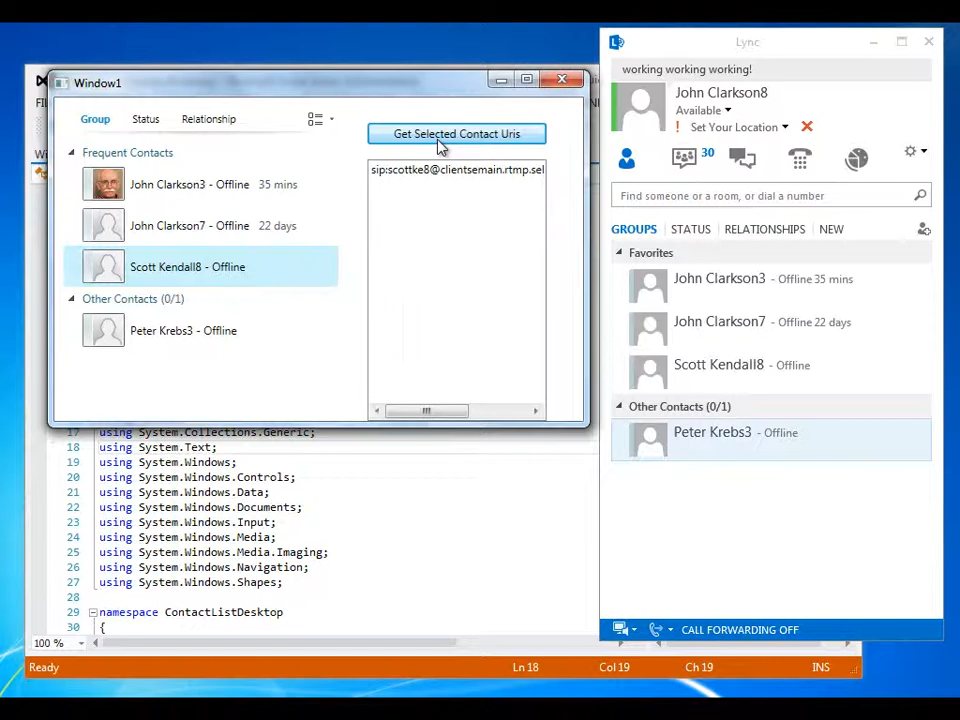 Window1
Group Status Relationship
Get Selected Contact Uris
Frequent Contacts
sip:scottke8@clientsemain.rtmp.sel
John Clarkson3 - Offline 35 mins
John Clarkson7 - Offline 22 days
Scott Kendall8 - Offline
Other Contacts (0/1)
Peter Krebs3 - Offline
17 using System.Collections.Generic;
18 using System.Text;
19 using System.Windows;
20 using System.Windows.Controls;
21 using System.Windows.Data;
22 using System.Windows.Documents;
23 using System.Windows.Input;
24 using System.Windows.Media;
25 using System.Windows.Media.Imaging;
26 using System.Windows.Navigation;
27 using System.Windows.Shapes;
28
29 namespace ContactListDesktop
30 {
100 %
Ready Ln 18 Col 19 Ch 19 INS
Lync
working working working!
John Clarkson8
Available
! Set Your Location
30
Find someone or a room, or dial a number
GROUPS STATUS RELATIONSHIPS NEW
Favorites
John Clarkson3 - Offline 35 mins
John Clarkson7 - Offline 22 days
Scott Kendall8 - Offline
Other Contacts (0/1)
Peter Krebs3 - Offline
CALL FORWARDING OFF